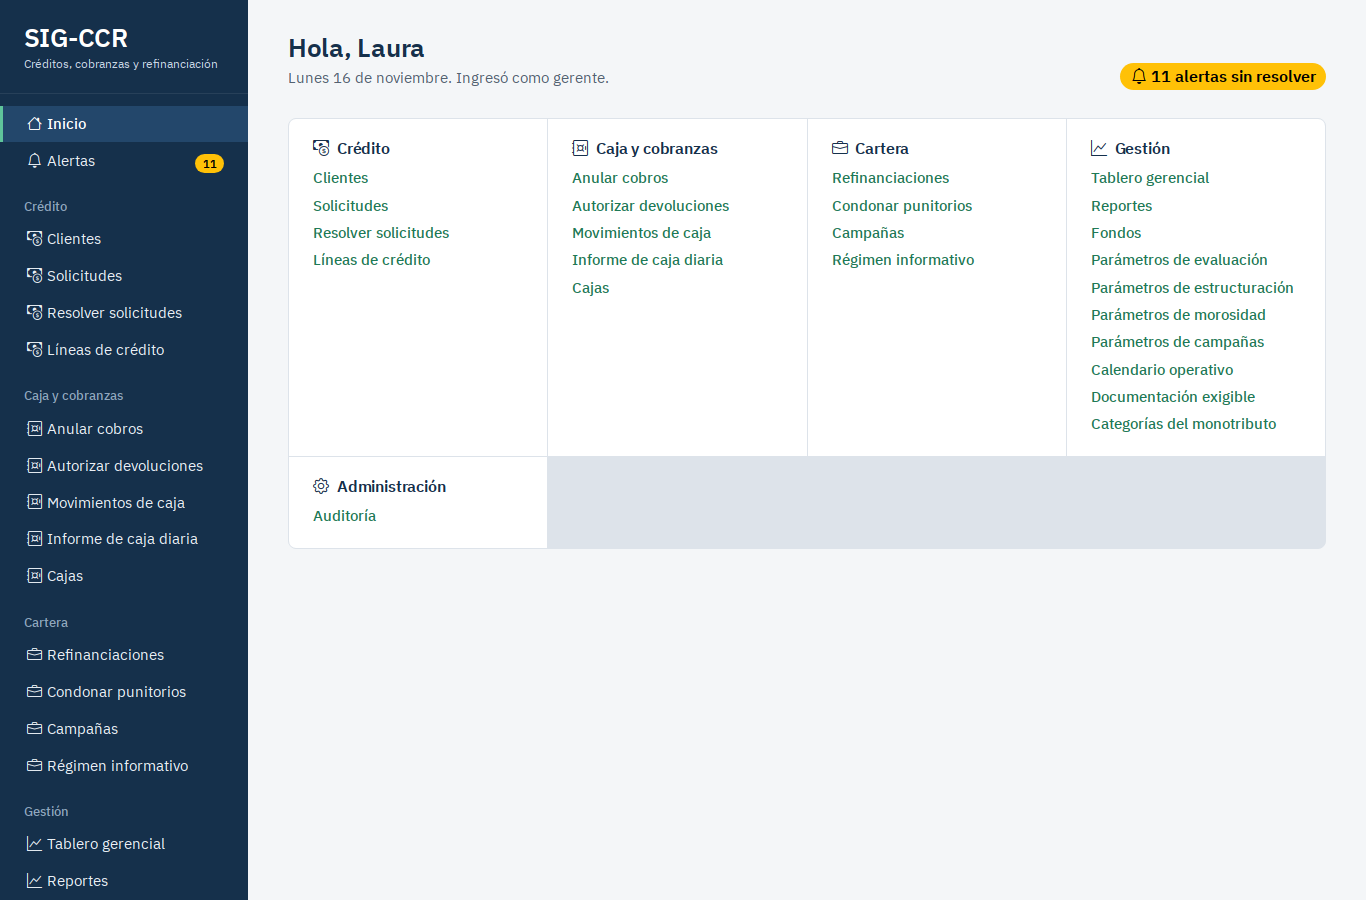 SIG-CCR
Créditos, cobranzas y refinanciación
Inicio
Alertas 11
Crédito
Clientes
Solicitudes
Resolver solicitudes
Líneas de crédito
Caja y cobranzas
Anular cobros
Autorizar devoluciones
Movimientos de caja
Informe de caja diaria
Cajas
Cartera
Refinanciaciones
Condonar punitorios
Campañas
Régimen informativo
Gestión
Tablero gerencial
Reportes
Hola, Laura
Lunes 16 de noviembre. Ingresó como gerente.
11 alertas sin resolver
Crédito
Clientes
Solicitudes
Resolver solicitudes
Líneas de crédito
Caja y cobranzas
Anular cobros
Autorizar devoluciones
Movimientos de caja
Informe de caja diaria
Cajas
Cartera
Refinanciaciones
Condonar punitorios
Campañas
Régimen informativo
Gestión
Tablero gerencial
Reportes
Fondos
Parámetros de evaluación
Parámetros de estructuración
Parámetros de morosidad
Parámetros de campañas
Calendario operativo
Documentación exigible
Categorías del monotributo
Administración
Auditoría